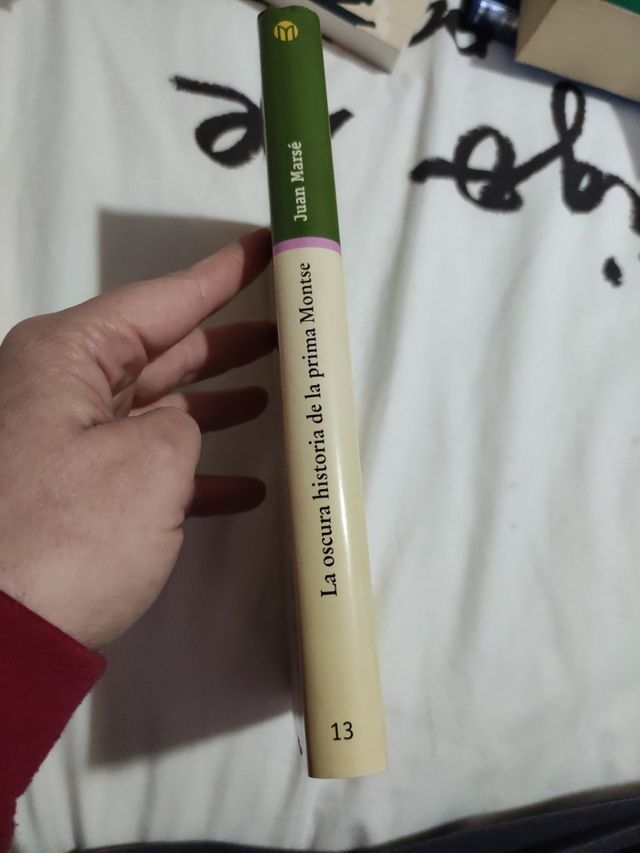 Juan Marsé
La oscura historia de la prima Montse
13